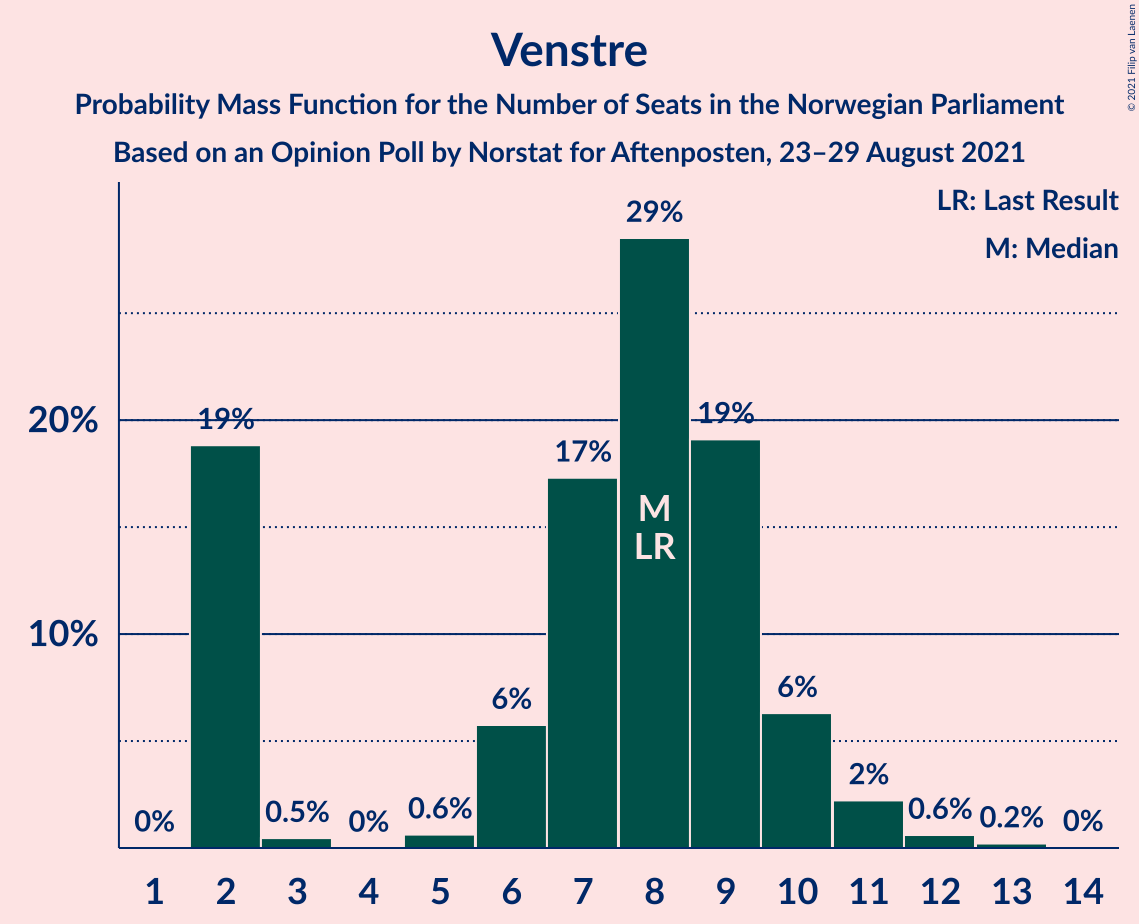 Venstre
Probability Mass Function for the Number of Seats in the Norwegian Parliament
Based on an Opinion Poll by Norstat for Aftenposten, 23–29 August 2021
© 2021 Filip van Laenen
LR: Last Result
M: Median
29%
20%
19%
19%
17%
M
LR
10%
6%
6%
2%
0%
0.5%
0%
0.6%
0.6%
0.2%
0%
1 2 3 4 5 6 7 8 9 10 11 12 13 14